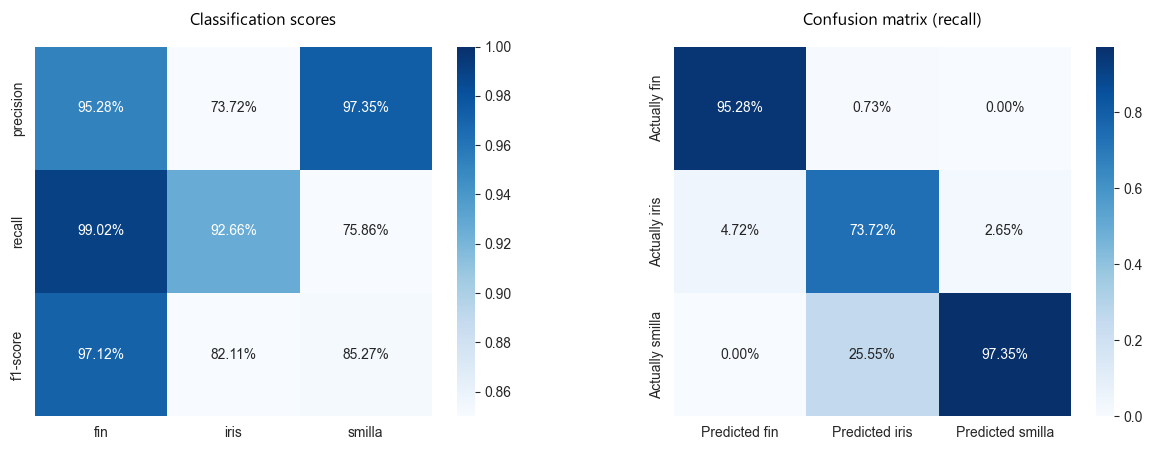 Classification scores
precision
95.28%
73.72%
97.35%
recall
99.02%
92.66%
75.86%
f1-score
97.12%
82.11%
85.27%
fin
iris
smilla
1.00
0.98
0.96
0.94
0.92
0.90
0.88
0.86
Confusion matrix (recall)
Actually fin
95.28%
0.73%
0.00%
Actually iris
4.72%
73.72%
2.65%
Actually smilla
0.00%
25.55%
97.35%
Predicted fin
Predicted iris
Predicted smilla
0.8
0.6
0.4
0.2
0.0